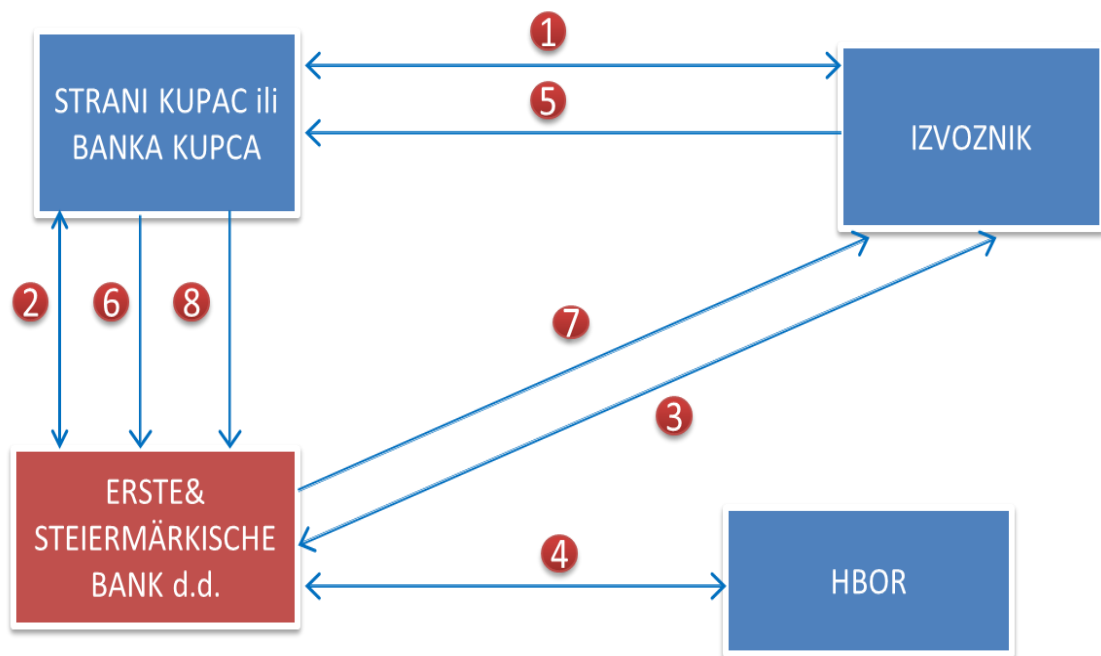 1
STRANI KUPAC ili
BANKA KUPCA
5
IZVOZNIK
2
6
8
7
3
ERSTE&
STEIERMÄRKISCHE
BANK d.d.
4
HBOR